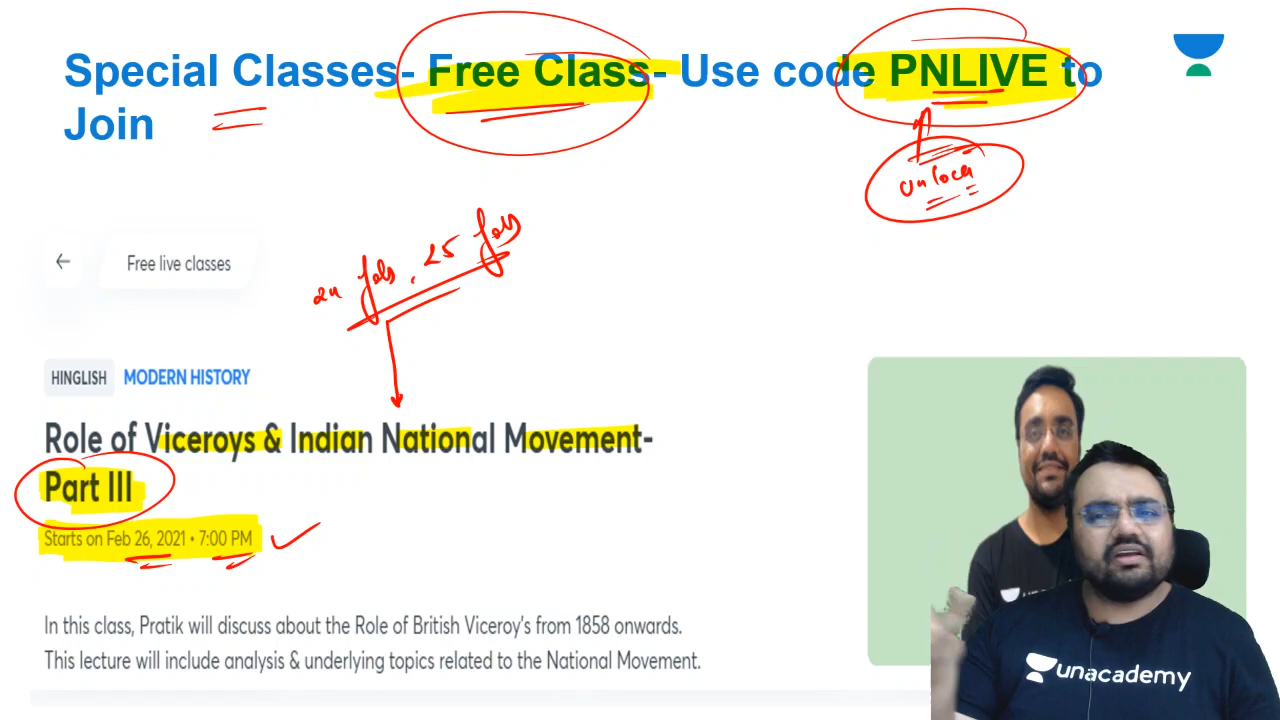 Special Classes- Free Class- Use code PNLIVE to
Join
unlock
24 feb, 25 feb
Free live classes
HINGLISH MODERN HISTORY
Role of Viceroys & Indian National Movement-
Part III
Starts on Feb 26, 2021 • 7:00 PM
In this class, Pratik will discuss about the Role of British Viceroy's from 1858 onwards.
This lecture will include analysis & underlying topics related to the National Movement.
unacademy